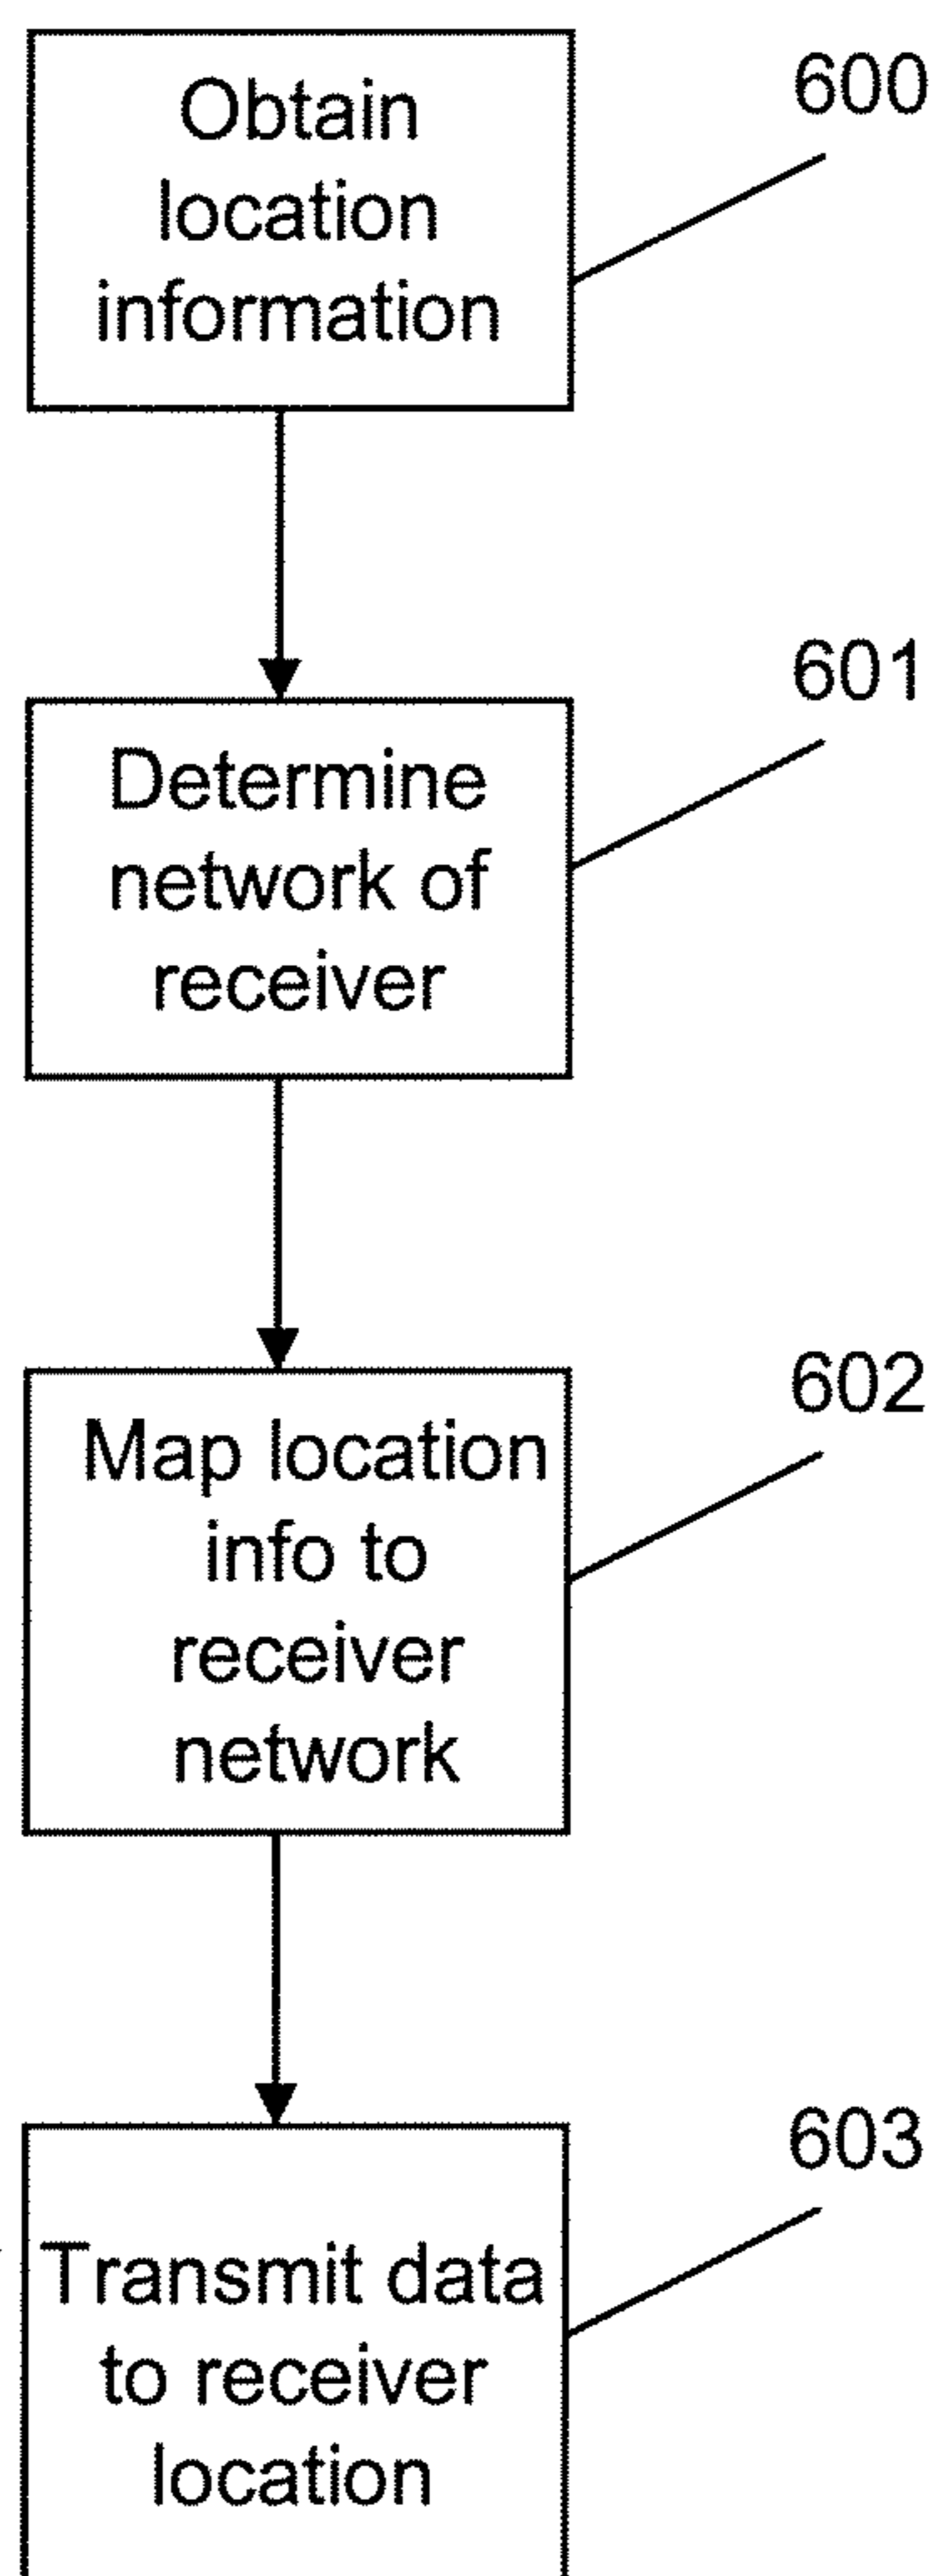 Obtain
location
information
600
Determine
network of
receiver
601
Map location
info to
receiver
network
602
Transmit data
to receiver
location
603